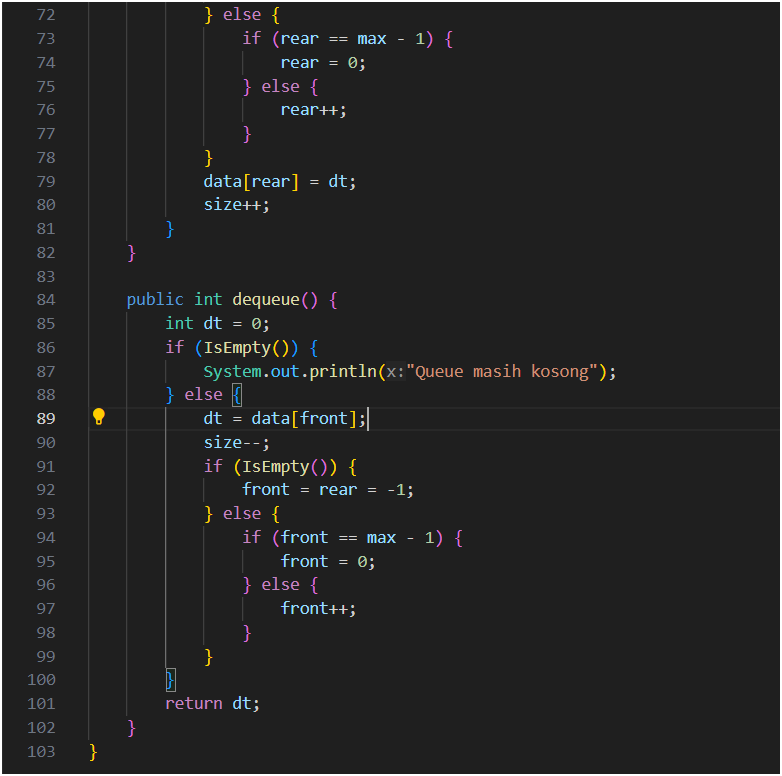 72 } else {
73 if (rear == max - 1) {
74 rear = 0;
75 } else {
76 rear++;
77 }
78 }
79 data[rear] = dt;
80 size++;
81 }
82 }
83
84 public int dequeue() {
85 int dt = 0;
86 if (IsEmpty()) {
87 System.out.println(x:"Queue masih kosong");
88 } else {
89 dt = data[front];
90 size--;
91 if (IsEmpty()) {
92 front = rear = -1;
93 } else {
94 if (front == max - 1) {
95 front = 0;
96 } else {
97 front++;
98 }
99 }
100 }
101 return dt;
102 }
103 }